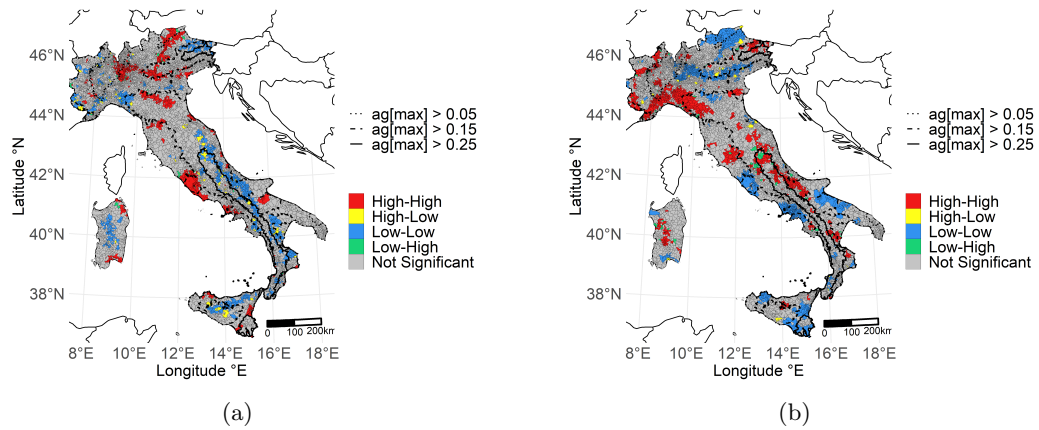 46°N
44°N
42°N
40°N
38°N
Latitude °N
8°E 10°E 12°E 14°E 16°E 18°E
Longitude °E
ag[max] > 0.05
ag[max] > 0.15
ag[max] > 0.25
High-High
High-Low
Low-Low
Low-High
Not Significant
0 100 200km
(a)
46°N
44°N
42°N
40°N
38°N
Latitude °N
8°E 10°E 12°E 14°E 16°E 18°E
Longitude °E
ag[max] > 0.05
ag[max] > 0.15
ag[max] > 0.25
High-High
High-Low
Low-Low
Low-High
Not Significant
0 100 200km
(b)